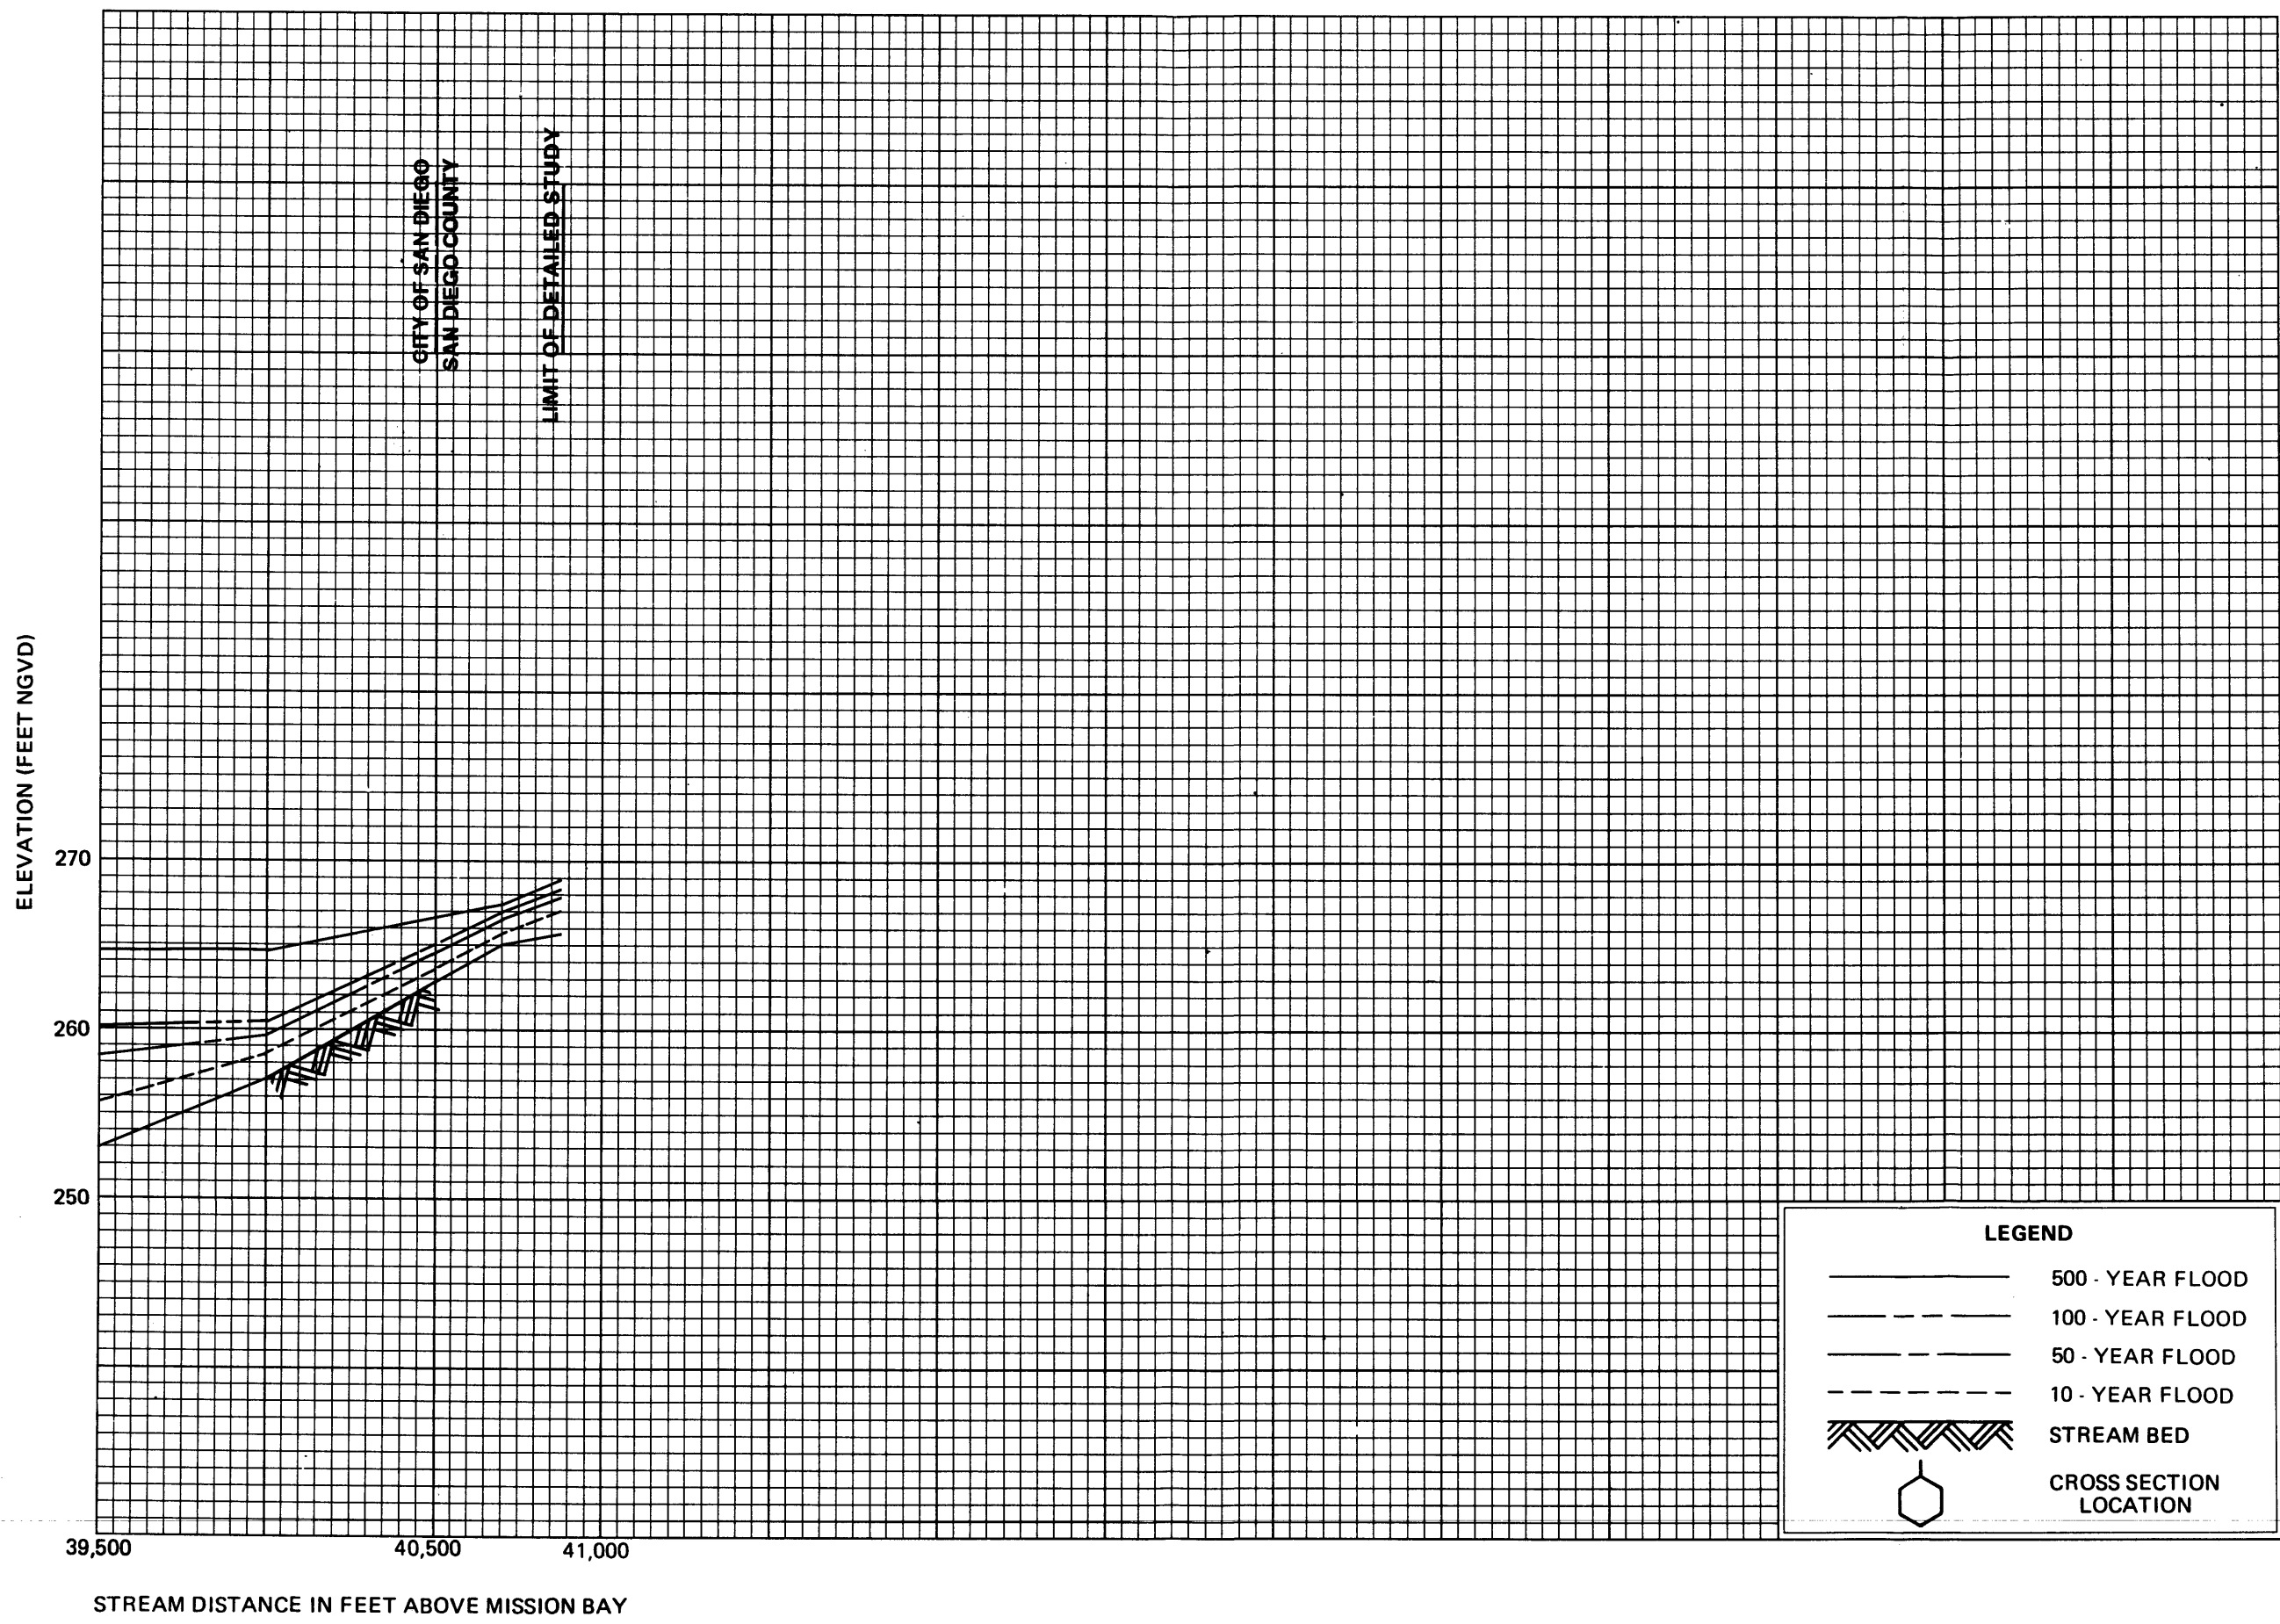 CITY OF SAN DIEGO
SAN DIEGO COUNTY
LIMIT OF DETAILED STUDY
ELEVATION (FEET NGVD)
270
260
250
39,500
40,500
41,000
STREAM DISTANCE IN FEET ABOVE MISSION BAY
LEGEND
500 - YEAR FLOOD
100 - YEAR FLOOD
50 - YEAR FLOOD
10 - YEAR FLOOD
STREAM BED
CROSS SECTION
LOCATION